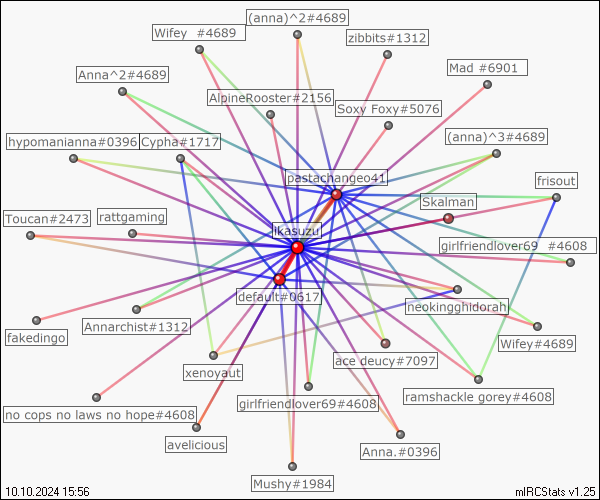 (anna)^2#4689
Wifey  #4689
zibbits#1312
Anna^2#4689
Mad #6901
AlpineRooster#2156
Soxy Foxy#5076
hypomanianna#0396
Cypha#1717
(anna)^3#4689
pastachangeo41
frisout
Skalman
Toucan#2473
rattgaming
ikasuzu
girlfriendlover69  #4608
default#0617
neokingghidorah
fakedingo
Annarchist#1312
Wifey#4689
ace deucy#7097
xenoyaut
no cops no laws no hope#4608
girlfriendlover69#4608
ramshackle gorey#4608
avelicious
Anna.#0396
Mushy#1984
10.10.2024 15:56
mIRCStats v1.25